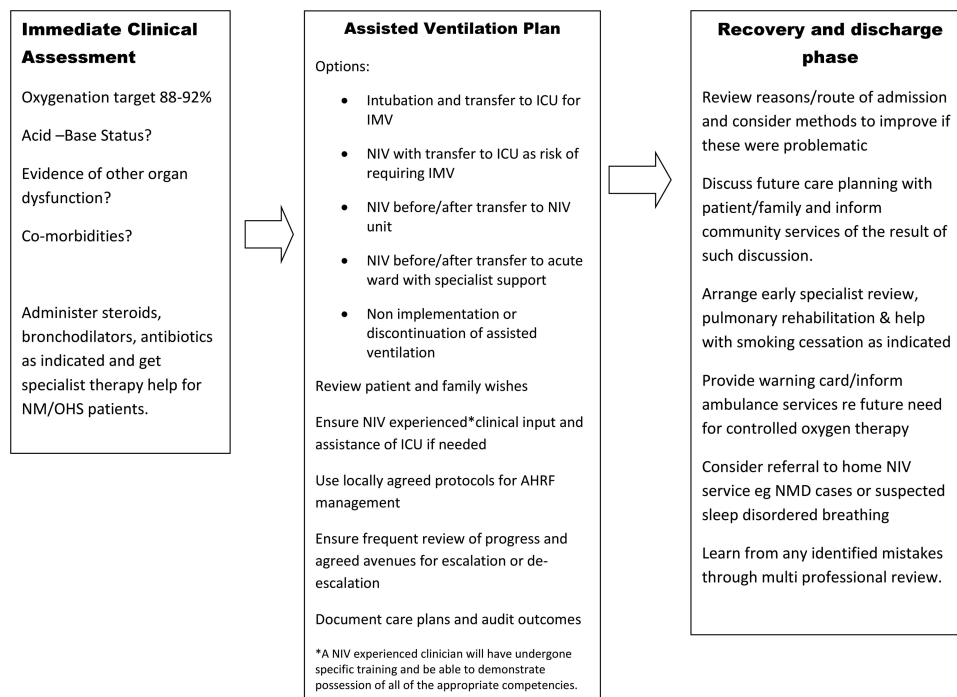 Immediate Clinical
Assessment
Oxygenation target 88-92%
Acid –Base Status?
Evidence of other organ
dysfunction?
Co-morbidities?
Administer steroids,
bronchodilators, antibiotics
as indicated and get
specialist therapy help for
NM/OHS patients.
Assisted Ventilation Plan
Options:
• Intubation and transfer to ICU for
IMV
• NIV with transfer to ICU as risk of
requiring IMV
• NIV before/after transfer to NIV
unit
• NIV before/after transfer to acute
ward with specialist support
• Non implementation or
discontinuation of assisted
ventilation
Review patient and family wishes
Ensure NIV experienced*clinical input and
assistance of ICU if needed
Use locally agreed protocols for AHRF
management
Ensure frequent review of progress and
agreed avenues for escalation or de-
escalation
Document care plans and audit outcomes
*A NIV experienced clinician will have undergone
specific training and be able to demonstrate
possession of all of the appropriate competencies.
Recovery and discharge
phase
Review reasons/route of admission
and consider methods to improve if
these were problematic
Discuss future care planning with
patient/family and inform
community services of the result of
such discussion.
Arrange early specialist review,
pulmonary rehabilitation & help
with smoking cessation as indicated
Provide warning card/inform
ambulance services re future need
for controlled oxygen therapy
Consider referral to home NIV
service eg NMD cases or suspected
sleep disordered breathing
Learn from any identified mistakes
through multi professional review.